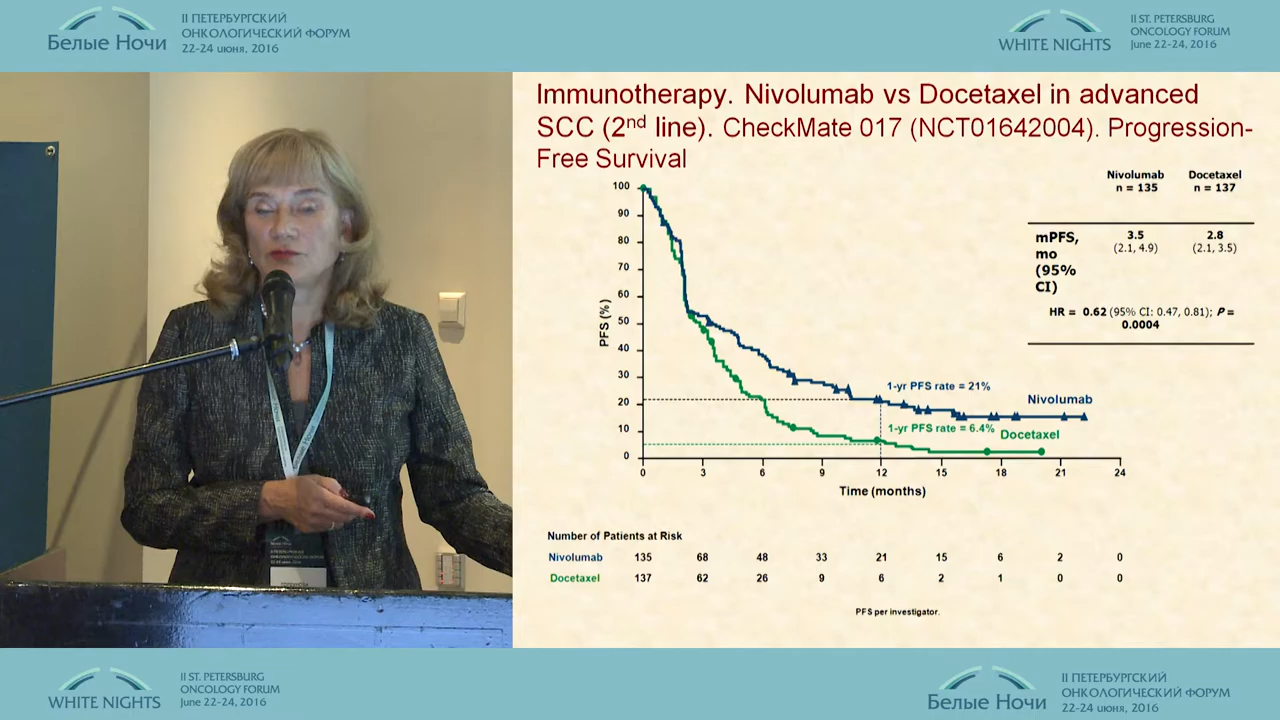 Белые Ночи
II ПЕТЕРБУРГСКИЙ
ОНКОЛОГИЧЕСКИЙ ФОРУМ
22-24 июня, 2016
WHITE NIGHTS
II ST. PETERSBURG
ONCOLOGY FORUM
June 22-24, 2016
Immunotherapy. Nivolumab vs Docetaxel in advanced
SCC (2nd line). CheckMate 017 (NCT01642004). Progression-
Free Survival
Nivolumab Docetaxel
n = 135 n = 137
mPFS,
mo
(95%
CI)
3.5 2.8
(2.1, 4.9) (2.1, 3.5)
HR = 0.62 (95% CI: 0.47, 0.81); P =
0.0004
PFS (%)
100
90
80
70
60
50
40
30
20
10
0
1-yr PFS rate = 21%
Nivolumab
1-yr PFS rate = 6.4%
Docetaxel
0 3 6 9 12 15 18 21 24
Time (months)
Number of Patients at Risk
Nivolumab 135 68 48 33 21 15 6 2 0
Docetaxel 137 62 26 9 6 2 1 0 0
PFS per investigator.
WHITE NIGHTS
II ST. PETERSBURG
ONCOLOGY FORUM
June 22-24, 2016
Белые Ночи
II ПЕТЕРБУРГСКИЙ
ОНКОЛОГИЧЕСКИЙ ФОРУМ
22-24 июня, 2016